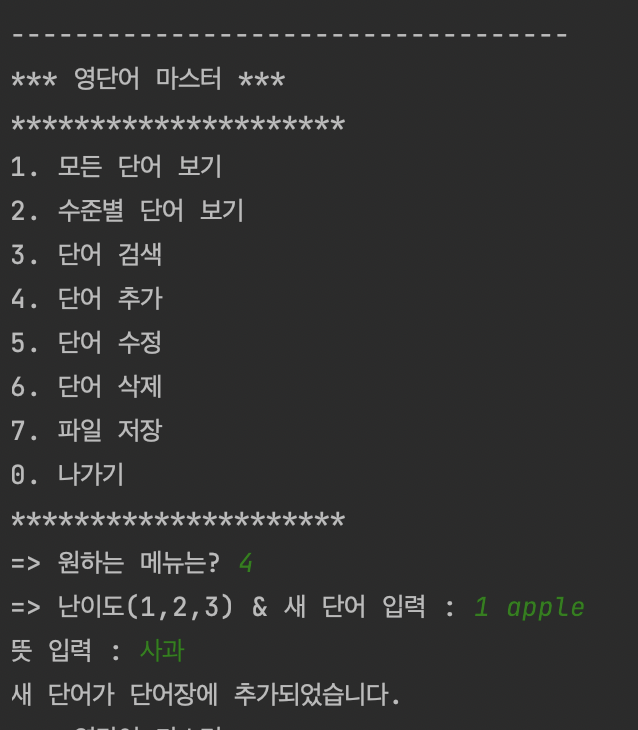 -----------------------------------
*** 영단어 마스터 ***
*********************
1. 모든 단어 보기
2. 수준별 단어 보기
3. 단어 검색
4. 단어 추가
5. 단어 수정
6. 단어 삭제
7. 파일 저장
0. 나가기
*********************
=> 원하는 메뉴는? 4
=> 난이도(1,2,3) & 새 단어 입력 : 1 apple
뜻 입력 : 사과
새 단어가 단어장에 추가되었습니다.